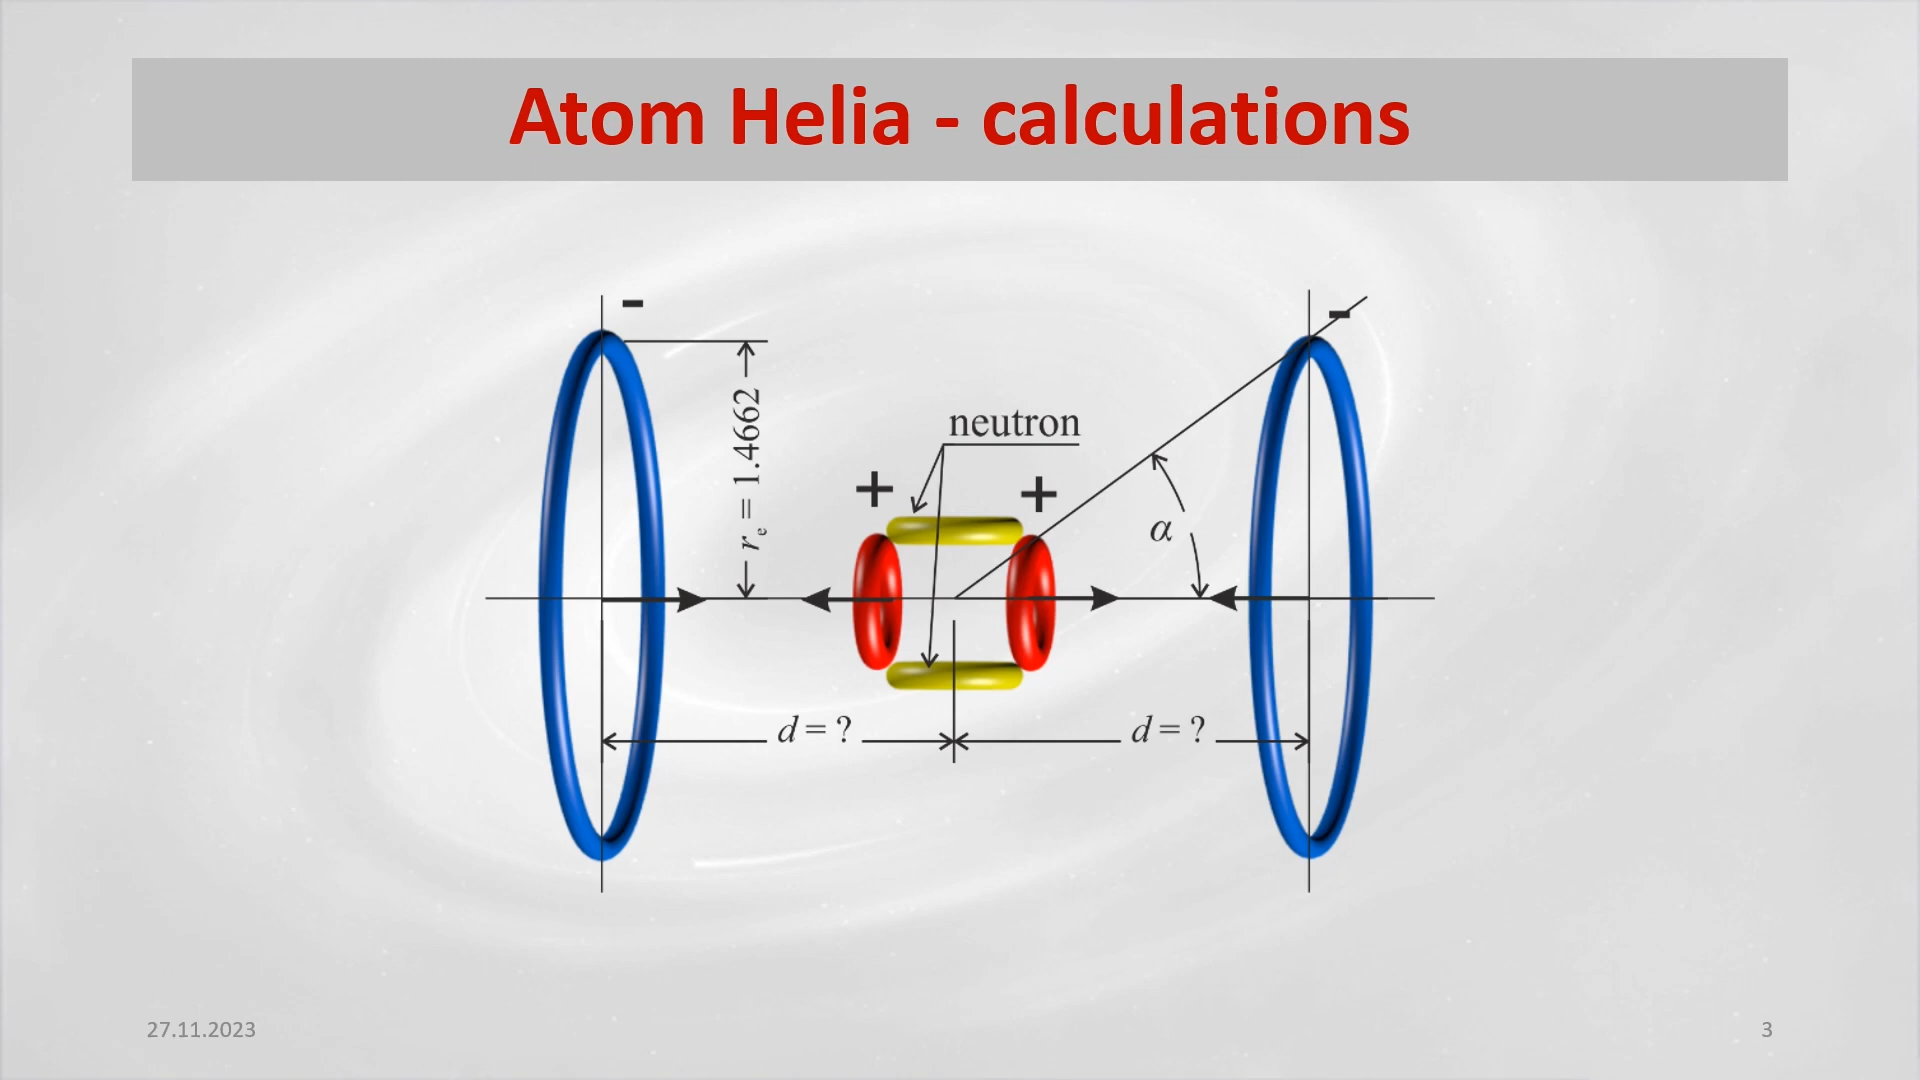 Atom Helia - calculations
-
-
r_e = 1.4662
neutron
+
+
α
d = ?
d = ?
27.11.2023
3